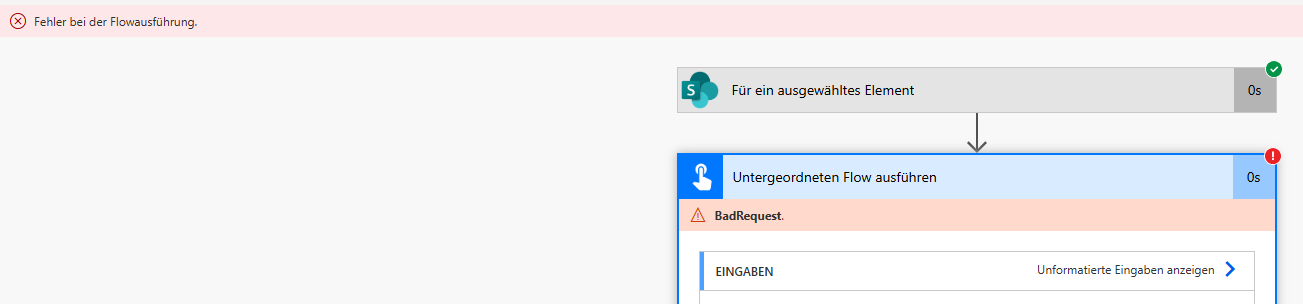 Fehler bei der Flowausführung.
S
Für ein ausgewähltes Element
0s
Untergeordneten Flow ausführen
0s
BadRequest.
EINGABEN
Unformatierte Eingaben anzeigen